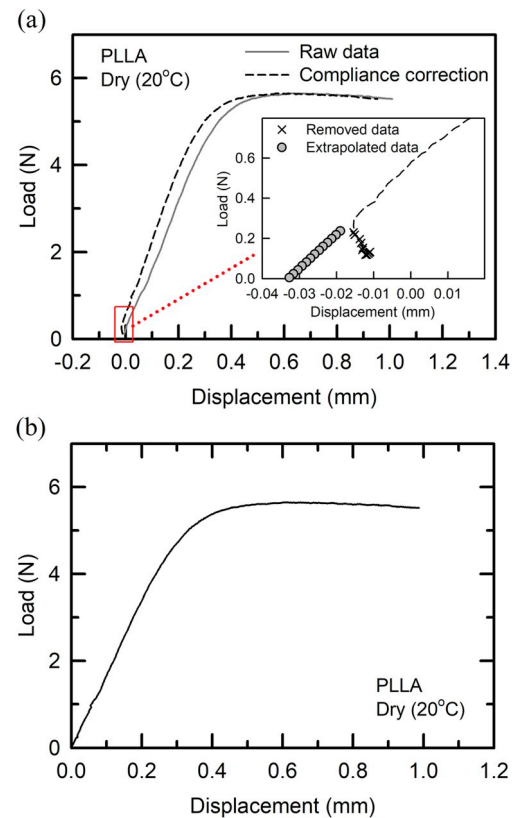 (a)
PLLA
Dry (20°C)
Raw data
Compliance correction
Load (N)
6
4
2
0
-0.2 0.0 0.2 0.4 0.6 0.8 1.0 1.2 1.4
Displacement (mm)
Removed data
Extrapolated data
Load (N)
0.6
0.4
0.2
0.0
-0.04 -0.03 -0.02 -0.01 0.00 0.01
Displacement (mm)
(b)
Load (N)
6
4
2
0
PLLA
Dry (20°C)
0.0 0.2 0.4 0.6 0.8 1.0 1.2
Displacement (mm)